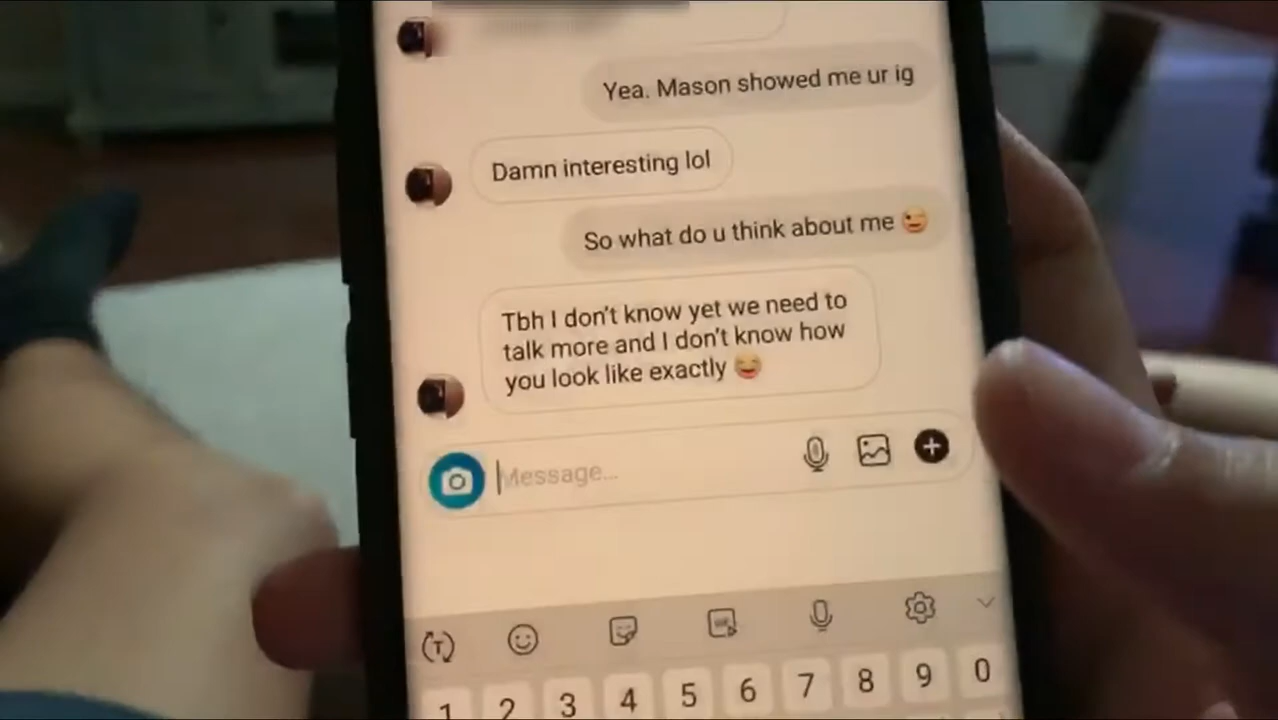 Yea. Mason showed me ur ig
Damn interesting lol
So what do u think about me 😉
Tbh I don't know yet we need to
talk more and I don't know how
you look like exactly 😅
Message...
1 2 3 4 5 6 7 8 9 0